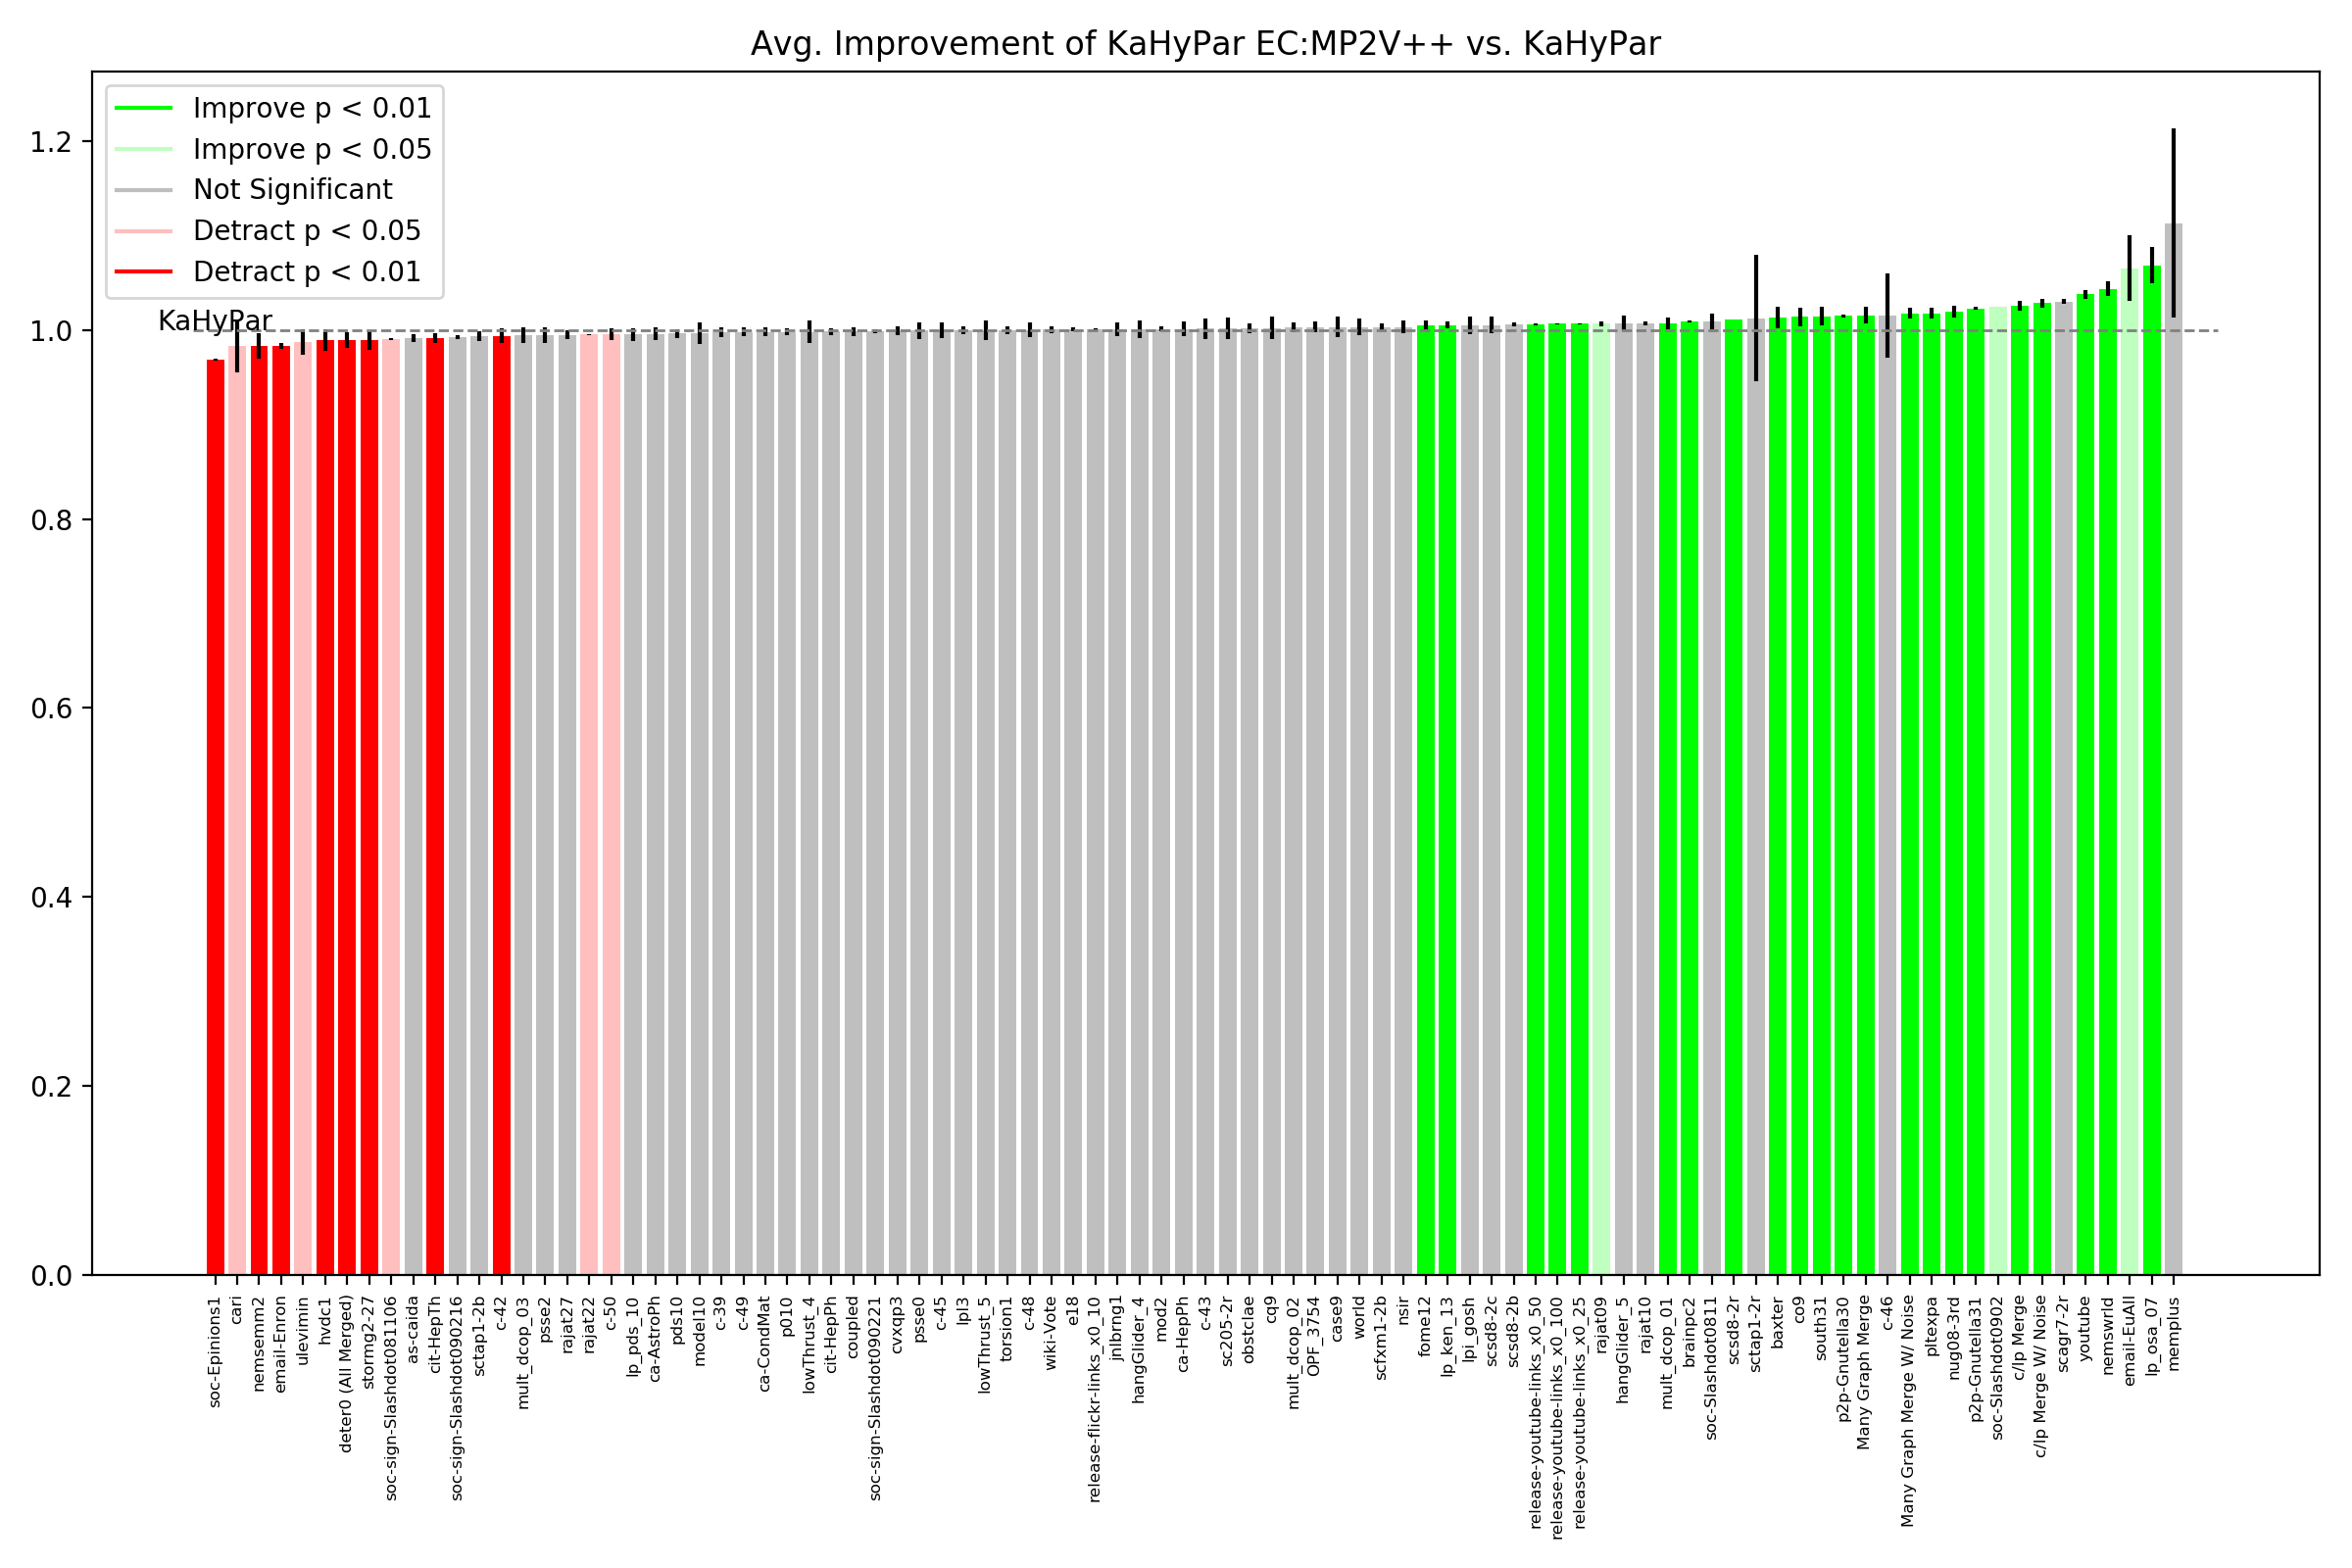 Avg. Improvement of KaHyPar EC:MP2V++ vs. KaHyPar
Improve p < 0.01
Improve p < 0.05
Not Significant
Detract p < 0.05
Detract p < 0.01
KaHyPar
1.2
1.0
0.8
0.6
0.4
0.2
0.0
soc-Epinions1
cari
nemsemm2
email-Enron
ulevimin
hvdc1
deter0 (All Merged)
stormg2-27
soc-sign-Slashdot081106
as-caida
cit-HepTh
soc-sign-Slashdot090216
sctap1-2b
c-42
mult_dcop_03
psse2
rajat27
rajat22
c-50
lp_pds_10
ca-AstroPh
pds10
model10
c-39
c-49
ca-CondMat
p010
lowThrust_4
cit-HepPh
coupled
soc-sign-Slashdot090221
cvxqp3
psse0
c-45
lpl3
lowThrust_5
torsion1
c-48
wiki-Vote
e18
release-flickr-links_x0_10
jnlbrng1
hangGlider_4
mod2
ca-HepPh
c-43
sc205-2r
obstclae
cq9
mult_dcop_02
OPF_3754
case9
world
scfxm1-2b
nsir
fome12
lp_ken_13
lpi_gosh
scsd8-2c
scsd8-2b
release-youtube-links_x0_50
release-youtube-links_x0_100
release-youtube-links_x0_25
rajat09
hangGlider_5
rajat10
mult_dcop_01
brainpc2
soc-Slashdot0811
scsd8-2r
sctap1-2r
baxter
co9
south31
p2p-Gnutella30
Many Graph Merge
c-46
Many Graph Merge W/ Noise
pltexpa
nug08-3rd
p2p-Gnutella31
soc-Slashdot0902
c/lp Merge
c/lp Merge W/ Noise
scagr7-2r
youtube
nemswrld
email-EuAll
lp_osa_07
memplus